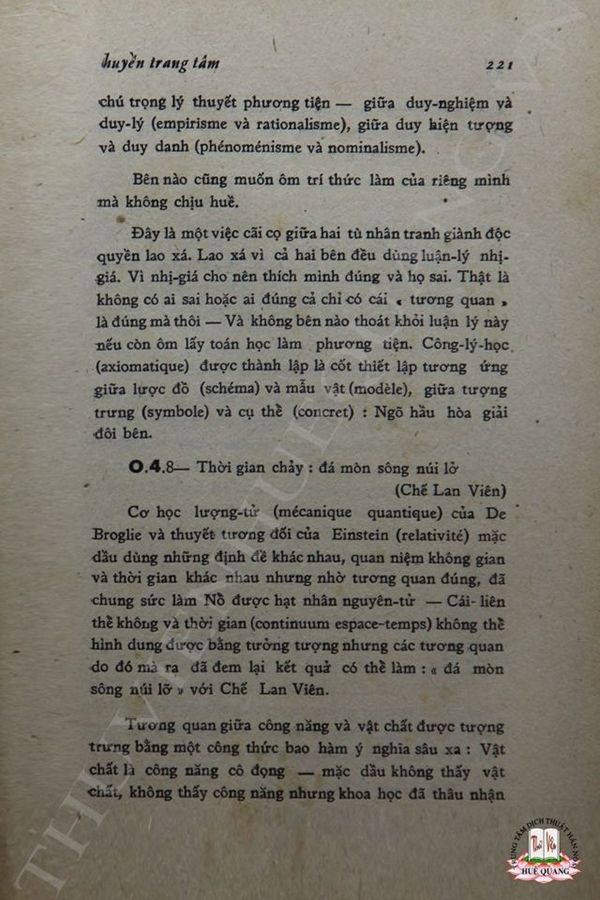 huyền trang tâm 221
chú trọng lý thuyết phương tiện — giữa duy-nghiệm và
duy-lý (empirisme và rationalisme), giữa duy hiện tượng
và duy danh (phénoménisme và nominalisme).
Bên nào cũng muốn ôm trí thức làm của riêng mình
mà không chịu huề.
Đây là một việc cãi cọ giữa hai tù nhân tranh giành độc
quyền lao xá. Lao xá vì cả hai bên đều dùng luận-lý nhị-
giá. Vì nhị-giá cho nên thích mình đúng và họ sai. Thật là
không có ai sai hoặc ai đúng cả chỉ có cái « tương quan »
là đúng mà thôi — Và không bên nào thoát khỏi luận lý này
nếu còn ôm lấy toán học làm phương tiện. Công-lý-học
(axiomatique) được thành lập là cốt thiết lập tương ứng
giữa lược đồ (schéma) và mẫu vật (modèle), giữa tượng
trưng (symbole) và cụ thể (concret) : Ngõ hầu hòa giải
đôi bên.
O.4.8— Thời gian chảy : đá mòn sông núi lở
(Chế Lan Viên)
Cơ học lượng-tử (mécanique quantique) của De
Broglie và thuyết tương đối của Einstein (relativité) mặc
dầu dùng những định đề khác nhau, quan niệm không gian
và thời gian khác nhau nhưng nhờ tương quan đúng, đã
chung sức làm Nổ được hạt nhân nguyên-tử — Cái-liên
thể không và thời gian (continuum espace-temps) không thể
hình dung được bằng tưởng tượng nhưng các tương quan
do đó mà ra đã đem lại kết quả có thể làm : « đá mòn
sông núi lở » với Chế Lan Viên.
Tương quan giữa công năng và vật chất được tượng
trưng bằng một công thức bao hàm ý nghĩa sâu xa : Vật
chất là công năng cô đọng — mặc dầu không thấy vật
chất, không thấy công năng nhưng khoa học đã thâu nhận
TRUNG TÂM DỊCH THUẬT HÁN-NÔM
HUỆ QUANG